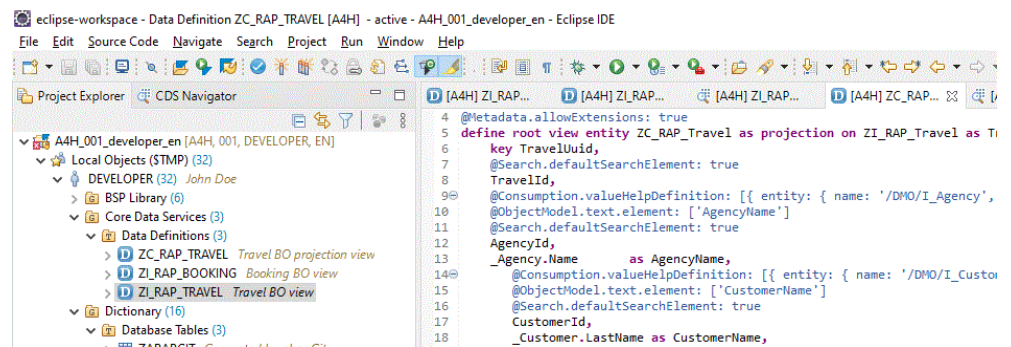 eclipse-workspace - Data Definition ZC_RAP_TRAVEL [A4H] - active - A4H_001_developer_en - Eclipse IDE
File Edit Source Code Navigate Search Project Run Window Help
Project Explorer CDS Navigator
A4H_001_developer_en [A4H, 001, DEVELOPER, EN]
Local Objects ($TMP) (32)
DEVELOPER (32) John Doe
BSP Library (6)
Core Data Services (3)
Data Definitions (3)
ZC_RAP_TRAVEL Travel BO projection view
ZI_RAP_BOOKING Booking BO view
ZI_RAP_TRAVEL Travel BO view
Dictionary (16)
Database Tables (3)
[A4H] ZI_RAP... [A4H] ZI_RAP... [A4H] ZI_RAP... [A4H] ZC_RAP...
4 @Metadata.allowExtensions: true
5 define root view entity ZC_RAP_Travel as projection on ZI_RAP_Travel as
6 key TravelUuid,
7 @Search.defaultSearchElement: true
8 TravelId,
9 @Consumption.valueHelpDefinition: [{ entity: { name: '/DMO/I_Agency',
10 @ObjectModel.text.element: ['AgencyName']
11 @Search.defaultSearchElement: true
12 AgencyId,
13 _Agency.Name as AgencyName,
14 @Consumption.valueHelpDefinition: [{ entity: { name: '/DMO/I_Custo
15 @ObjectModel.text.element: ['CustomerName']
16 @Search.defaultSearchElement: true
17 CustomerId,
18 _Customer.LastName as CustomerName,